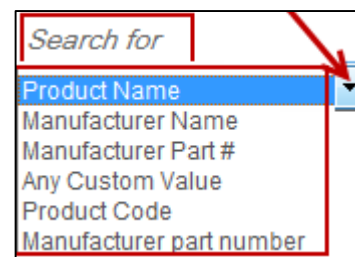 Search for
Product Name
Manufacturer Name
Manufacturer Part #
Any Custom Value
Product Code
Manufacturer part number